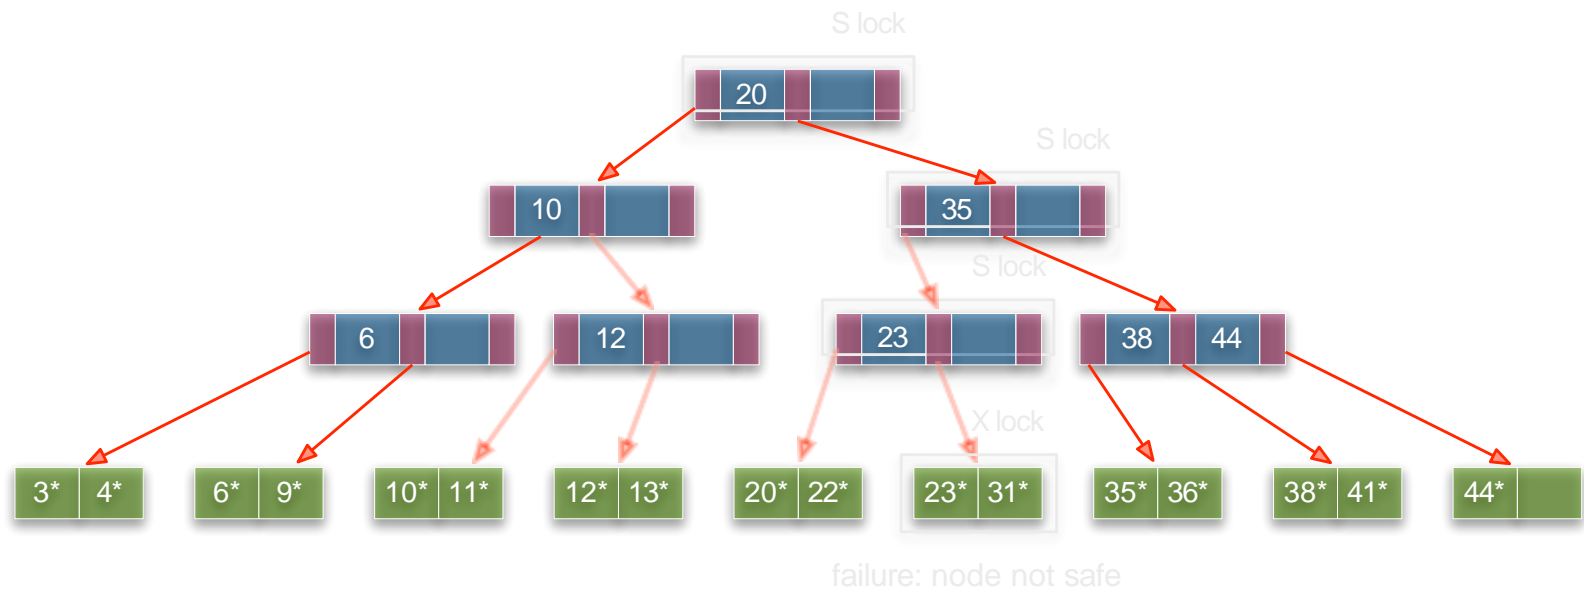 S lock
20
S lock
10
35
S lock
6
12
23
38 44
X lock
3* 4* 6* 9* 10* 11* 12* 13* 20* 22* 23* 31* 35* 36* 38* 41* 44*
failure: node not safe